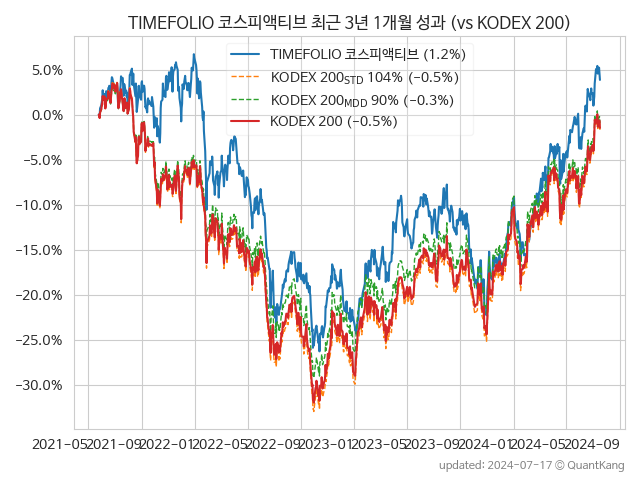 TIMEFOLIO 코스피액티브 최근 3년 1개월 성과 (vs KODEX 200)
TIMEFOLIO 코스피액티브 (1.2%)
KODEX 200STD 104% (−0.5%)
KODEX 200MDD 90% (−0.3%)
KODEX 200 (−0.5%)
5.0%
0.0%
−5.0%
−10.0%
−15.0%
−20.0%
−25.0%
−30.0%
2021-05 2021-09 2022-01 2022-05 2022-09 2023-01 2023-05 2023-09 2024-01 2024-05 2024-09
updated: 2024-07-17 ⓒ QuantKang